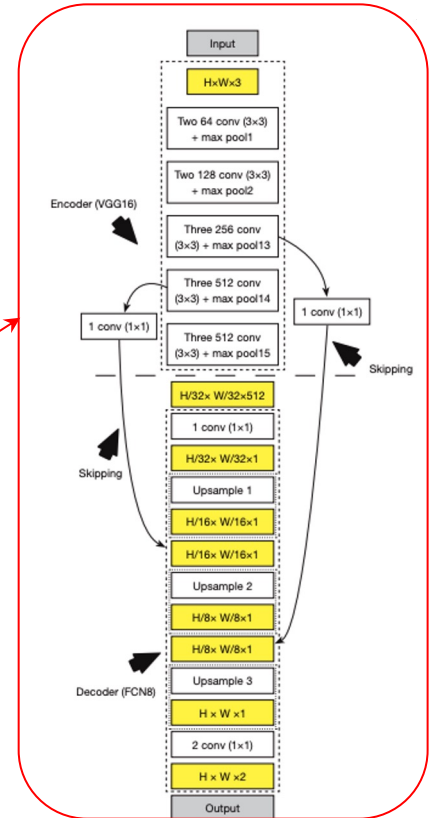 Input
H×W×3
Two 64 conv (3×3)
+ max pool1
Two 128 conv (3×3)
+ max pool2
Encoder (VGG16)
Three 256 conv
(3×3) + max pool13
Three 512 conv
(3×3) + max pool14
1 conv (1×1)
1 conv (1×1)
Three 512 conv
(3×3) + max pool15
Skipping
H/32× W/32×512
1 conv (1×1)
H/32× W/32×1
Skipping
Upsample 1
H/16× W/16×1
H/16× W/16×1
Upsample 2
H/8× W/8×1
H/8× W/8×1
Decoder (FCN8)
Upsample 3
H × W ×1
2 conv (1×1)
H × W ×2
Output